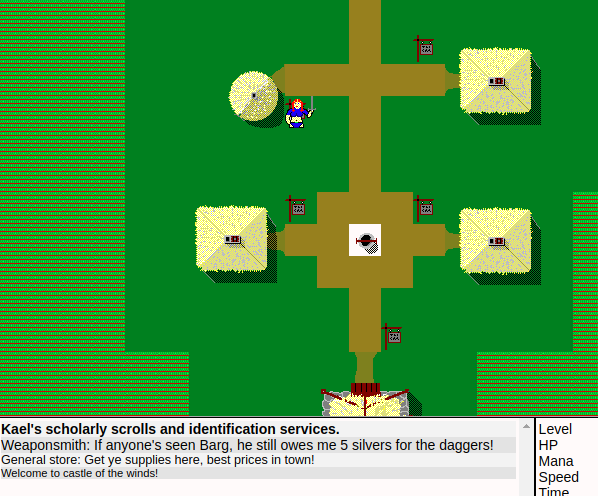 Kael's scholarly scrolls and identification services.
Weaponsmith: If anyone's seen Barg, he still owes me 5 silvers for the daggers!
General store: Get ye supplies here, best prices in town!
Welcome to castle of the winds!
Level
HP
Mana
Speed
Time